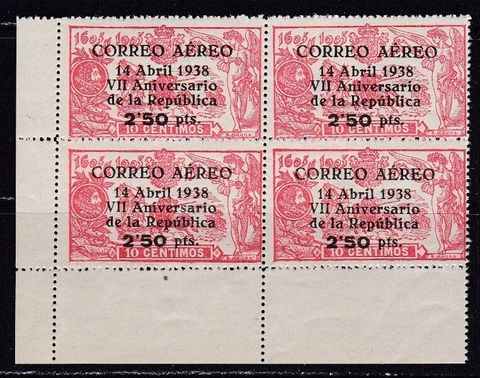 1605 1905 1605 1905
CORREO AÉREO CORREO AÉREO
14 Abril 1938 14 Abril 1938
VII Aniversario VII Aniversario
de la República de la República
2'50 pts. 2'50 pts.
10 CENTIMOS 10 CENTIMOS
1605 1905 1605 1905
CORREO AÉREO CORREO AÉREO
14 Abril 1938 14 Abril 1938
VII Aniversario VII Aniversario
de la República de la República
2'50 pts. 2'50 pts.
10 CENTIMOS 10 CENTIMOS